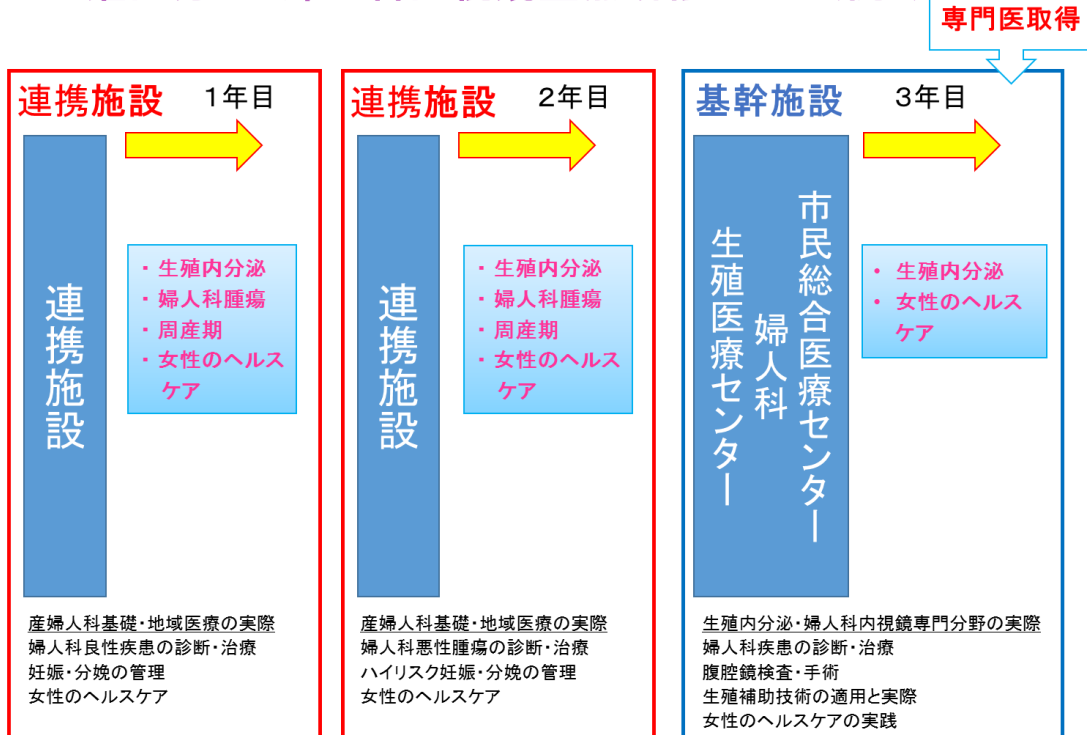 専門医取得
連携施設 1年目
連携施設
・ 生殖内分泌
・ 婦人科腫瘍
・ 周産期
・ 女性のヘルス
ケア
産婦人科基礎・地域医療の実際
婦人科良性疾患の診断・治療
妊娠・分娩の管理
女性のヘルスケア
連携施設 2年目
連携施設
・ 生殖内分泌
・ 婦人科腫瘍
・ 周産期
・ 女性のヘルス
ケア
産婦人科基礎・地域医療の実際
婦人科悪性腫瘍の診断・治療
ハイリスク妊娠・分娩の管理
女性のヘルスケア
基幹施設 3年目
市民総合医療センター
婦人科
生殖医療センター
• 生殖内分泌
• 女性のヘルス
ケア
生殖内分泌・婦人科内視鏡専門分野の実際
婦人科疾患の診断・治療
腹腔鏡検査・手術
生殖補助技術の適用と実際
女性のヘルスケアの実践